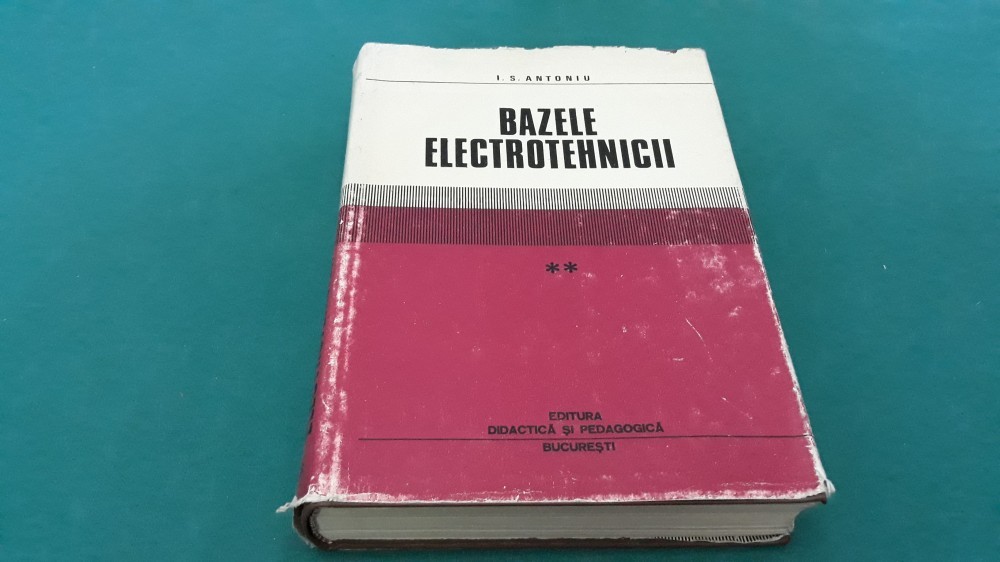 I. S. ANTONIU
BAZELE
ELECTROTEHNICII
**
EDITURA
DIDACTICĂ ȘI PEDAGOGICĂ
BUCUREȘTI